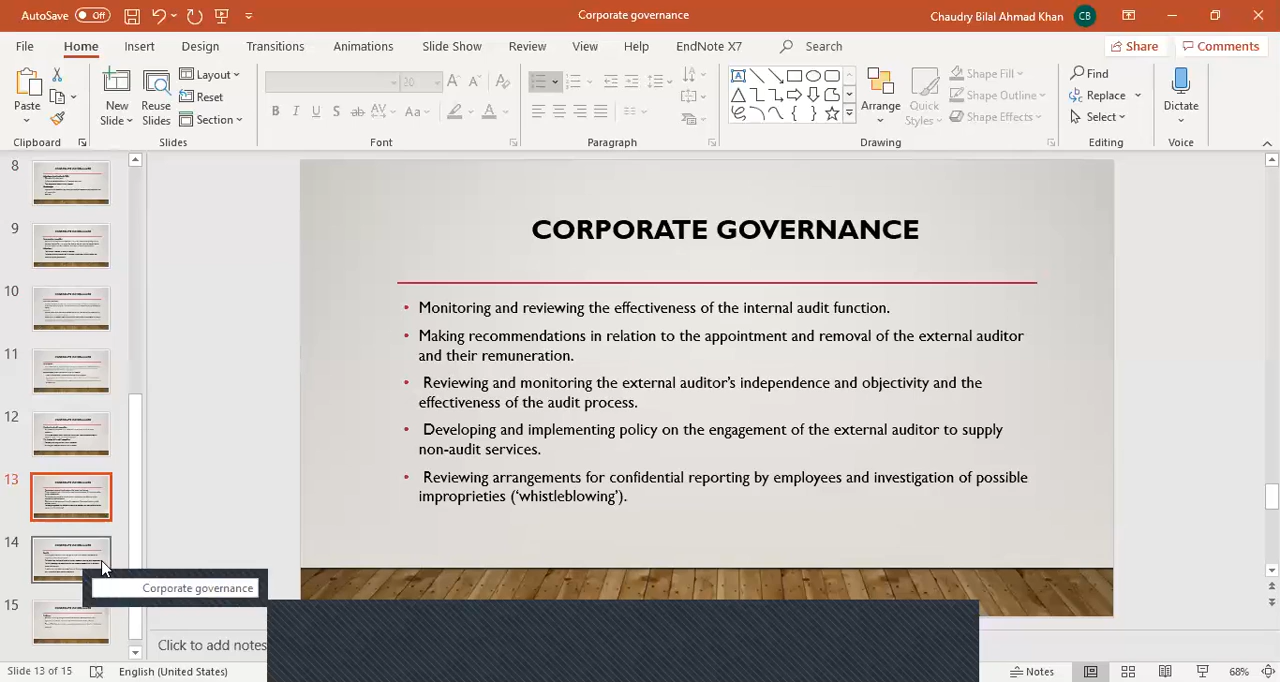 AutoSave Off
Corporate governance
Chaudry Bilal Ahmad Khan CB
File Home Insert Design Transitions Animations Slide Show Review View Help EndNote X7 Search
Share Comments
Paste
New Slide
Reuse Slides
Layout
Reset
Section
20
Arrange
Quick Styles
Shape Fill
Shape Outline
Shape Effects
Find
Replace
Select
Dictate
Clipboard Slides Font Paragraph Drawing Editing Voice
8
9
10
11
12
13
14
15
Corporate governance
CORPORATE GOVERNANCE
• Monitoring and reviewing the effectiveness of the internal audit function.
• Making recommendations in relation to the appointment and removal of the external auditor
and their remuneration.
• Reviewing and monitoring the external auditor's independence and objectivity and the
effectiveness of the audit process.
• Developing and implementing policy on the engagement of the external auditor to supply
non-audit services.
• Reviewing arrangements for confidential reporting by employees and investigation of possible
improprieties ('whistleblowing').
Click to add notes
Slide 13 of 15 English (United States)
Notes 68%